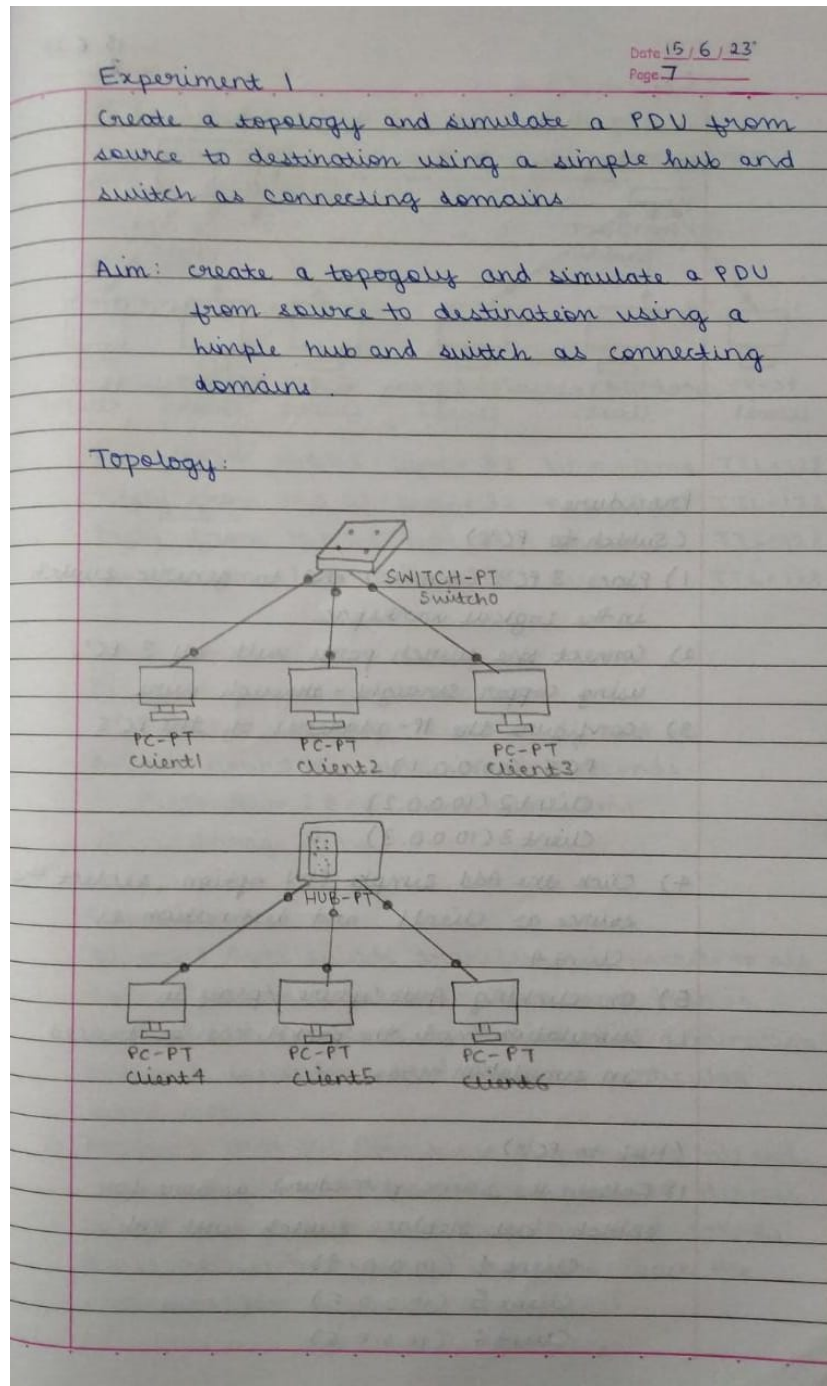 Date 15/6/23
Page 7
Experiment 1
Create a topology and simulate a PDU from
source to destination using a simple hub and
switch as connecting domains
Aim: create a topogoly and simulate a PDU
from source to destination using a
himple hub and switch as connecting
domains.
Topology:
SWITCH-PT
Switch0
PC-PT PC-PT PC-PT
Client1 Client2 Client3
HUB-PT
PC-PT PC-PT PC-PT
Client4 Client5 Client6